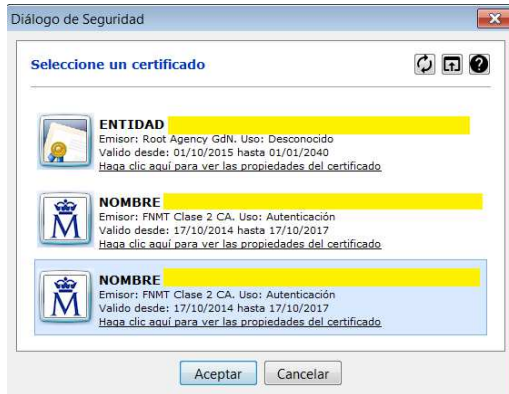 Diálogo de Seguridad
Seleccione un certificado
ENTIDAD
Emisor: Root Agency GdN. Uso: Desconocido
Valido desde: 01/10/2015 hasta 01/01/2040
Haga clic aquí para ver las propiedades del certificado
NOMBRE
Emisor: FNMT Clase 2 CA. Uso: Autenticación
Valido desde: 17/10/2014 hasta 17/10/2017
Haga clic aquí para ver las propiedades del certificado
NOMBRE
Emisor: FNMT Clase 2 CA. Uso: Autenticación
Valido desde: 17/10/2014 hasta 17/10/2017
Haga clic aquí para ver las propiedades del certificado
Aceptar Cancelar